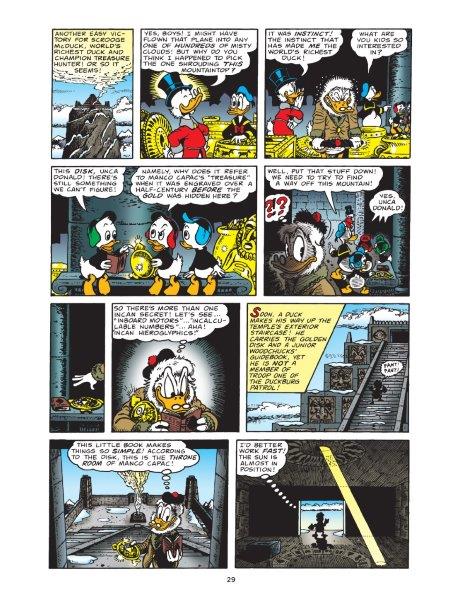 ANOTHER EASY VIC-
TORY FOR SCROOGE
McDUCK, WORLD'S
RICHEST DUCK AND
CHAMPION TREASURE
HUNTER! OR SO IT
SEEMS!
YES, BOYS! I MIGHT HAVE
FLOWN THAT PLANE INTO ANY
ONE OF HUNDREDS OF MISTY
CLOUDS! BUT WHY DO YOU
THINK I HAPPENED TO PICK
THE ONE SHROUDING THIS
MOUNTAINTOP?
IT WAS INSTINCT!
THE INSTINCT
THAT HAS MADE
ME THE WORLD'S
RICHEST DUCK!
WHAT ARE
YOU KIDS SO
INTERESTED
IN?
THIS DISK, UNCA
DONALD! THERE'S
STILL SOMETHING
WE CAN'T FIGURE!
NAMELY, WHY DOES IT REFER
TO MANCO CAPAC'S "TREASURE"
WHEN IT WAS ENGRAVED OVER A
HALF-CENTURY BEFORE THE
GOLD WAS HIDDEN HERE?
WELL, PUT THAT STUFF DOWN!
WE NEED TO TRY TO FIND
A WAY OFF THIS MOUNTAIN!
YES,
UNCA
DONALD!
?!?
SO THERE'S MORE THAN ONE
INCAN SECRET! LET'S SEE...
"INBOARD MOTORS"... "INCALCU-
LABLE NUMBERS"... AHA!
"INCAN HIEROGLYPHICS!"
SOON, A DUCK
MAKES HIS WAY UP THE
TEMPLE'S EXTERIOR
STAIRCASE! HE
CARRIES THE GOLDEN
DISK AND A JUNIOR
WOODCHUCKS'
GUIDEBOOK, YET
HE IS NOT A
MEMBER OF
TROOP ONE OF
THE DUCKBURG
PATROL!
PANT!
PANT!
THIS LITTLE BOOK MAKES
THINGS SO SIMPLE! ACCORDING
TO THE DISK, THIS IS THE THRONE
ROOM OF MANCO CAPAC!
I'D BETTER
WORK FAST!
THE SUN IS
ALMOST IN
POSITION!
29